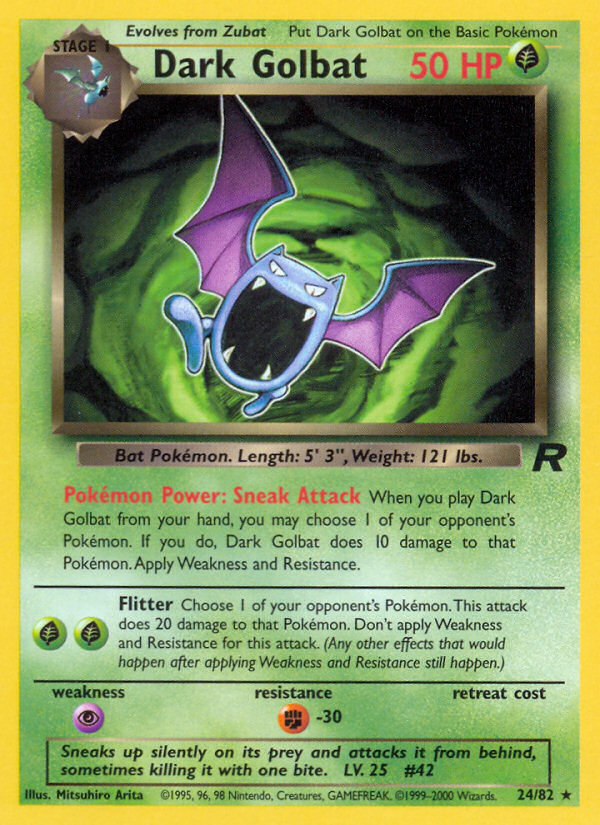 Evolves from Zubat Put Dark Golbat on the Basic Pokémon
STAGE 1
Dark Golbat 50 HP
Bat Pokémon. Length: 5' 3", Weight: 121 lbs.
R
Pokémon Power: Sneak Attack When you play Dark
Golbat from your hand, you may choose 1 of your opponent's
Pokémon. If you do, Dark Golbat does 10 damage to that
Pokémon. Apply Weakness and Resistance.
Flitter Choose 1 of your opponent's Pokémon. This attack
does 20 damage to that Pokémon. Don't apply Weakness
and Resistance for this attack. (Any other effects that would
happen after applying Weakness and Resistance still happen.)
weakness resistance retreat cost
-30
Sneaks up silently on its prey and attacks it from behind,
sometimes killing it with one bite. LV. 25 #42
Illus. Mitsuhiro Arita ©1995, 96, 98 Nintendo, Creatures, GAMEFREAK. ©1999-2000 Wizards. 24/82 ★